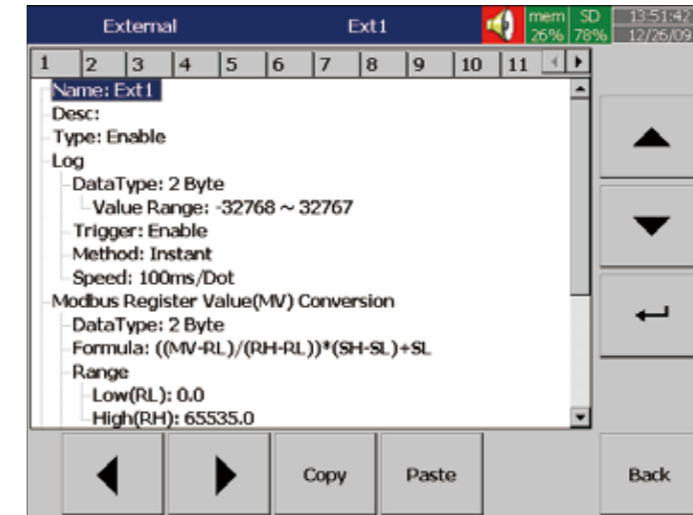 External Ext1 mem 26% SD 78% 13:51:42 12/26/09
1 2 3 4 5 6 7 8 9 10 11
Name: Ext1
Desc:
Type: Enable
Log
DataType: 2 Byte
Value Range: -32768 ~ 32767
Trigger: Enable
Method: Instant
Speed: 100ms/Dot
Modbus Register Value(MV) Conversion
DataType: 2 Byte
Formula: ((MV-RL)/(RH-RL))*(SH-SL)+SL
Range
Low(RL): 0.0
High(RH): 65535.0
Copy Paste Back